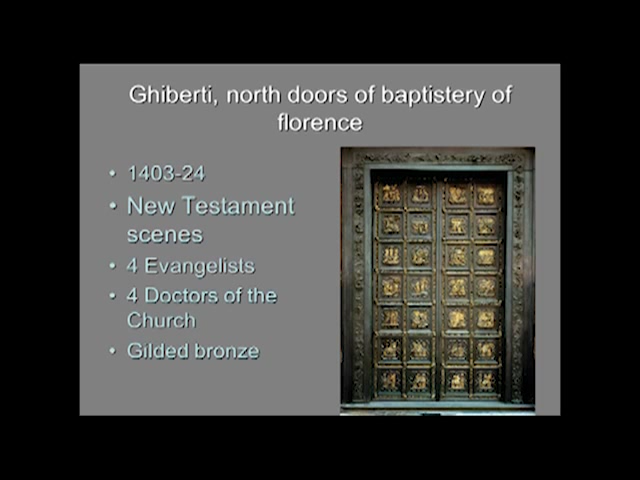 Ghiberti, north doors of baptistery of
florence
• 1403-24
• New Testament
scenes
• 4 Evangelists
• 4 Doctors of the
Church
• Gilded bronze